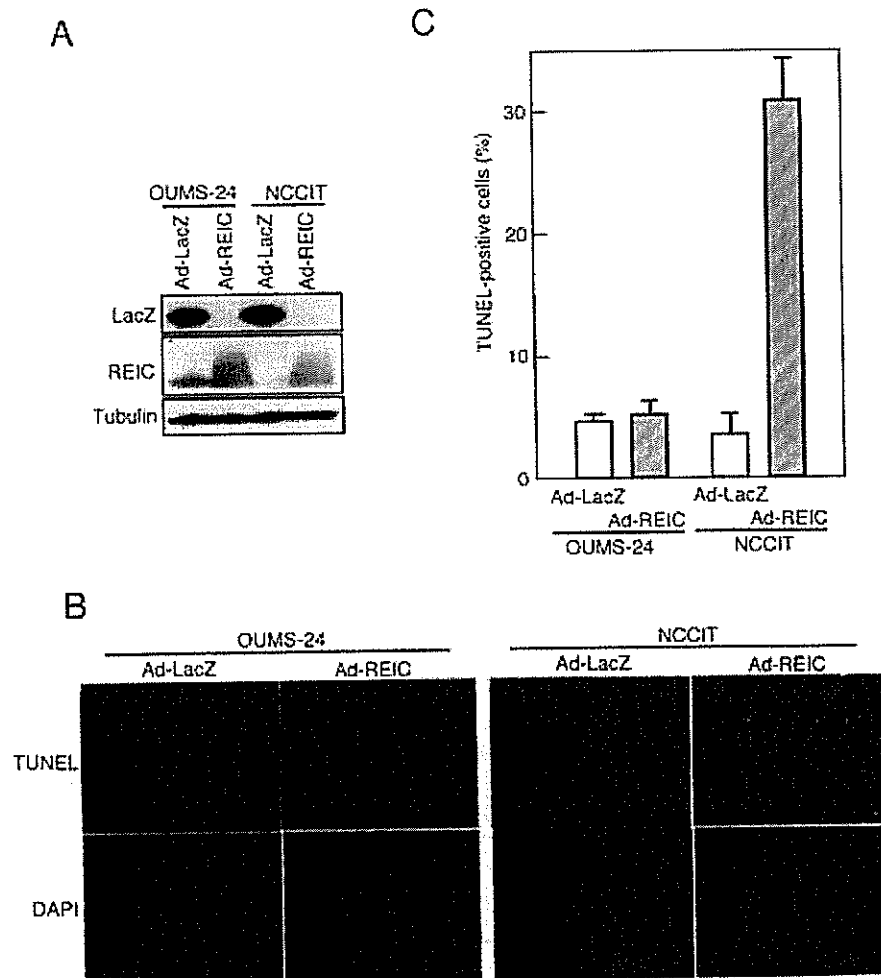 A
OUMS-24 NCCIT
Ad-LacZ Ad-REIC Ad-LacZ Ad-REIC
LacZ
REIC
Tubulin
C
TUNEL-positive cells (%)
30
20
10
0
Ad-LacZ Ad-LacZ
Ad-REIC Ad-REIC
OUMS-24 NCCIT
B
OUMS-24 NCCIT
Ad-LacZ Ad-REIC Ad-LacZ Ad-REIC
TUNEL
DAPI